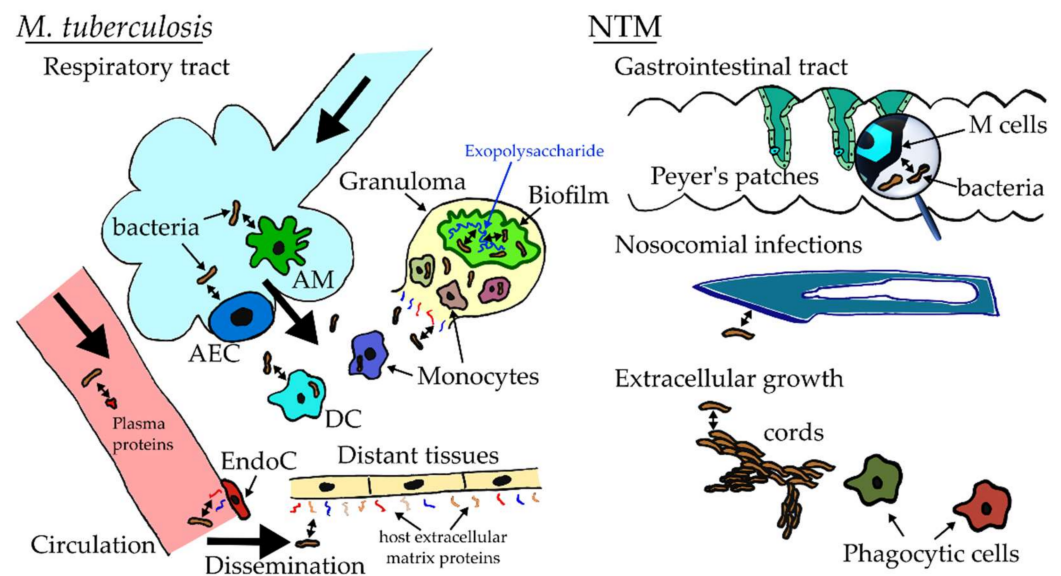 M. tuberculosis
Respiratory tract
Exopolysaccharide
Granuloma
Biofilm
bacteria
AM
AEC
Monocytes
DC
Plasma
proteins
EndoC
Distant tissues
host extracellular
matrix proteins
Circulation
Dissemination
NTM
Gastrointestinal tract
M cells
Peyer's patches
bacteria
Nosocomial infections
Extracellular growth
cords
Phagocytic cells